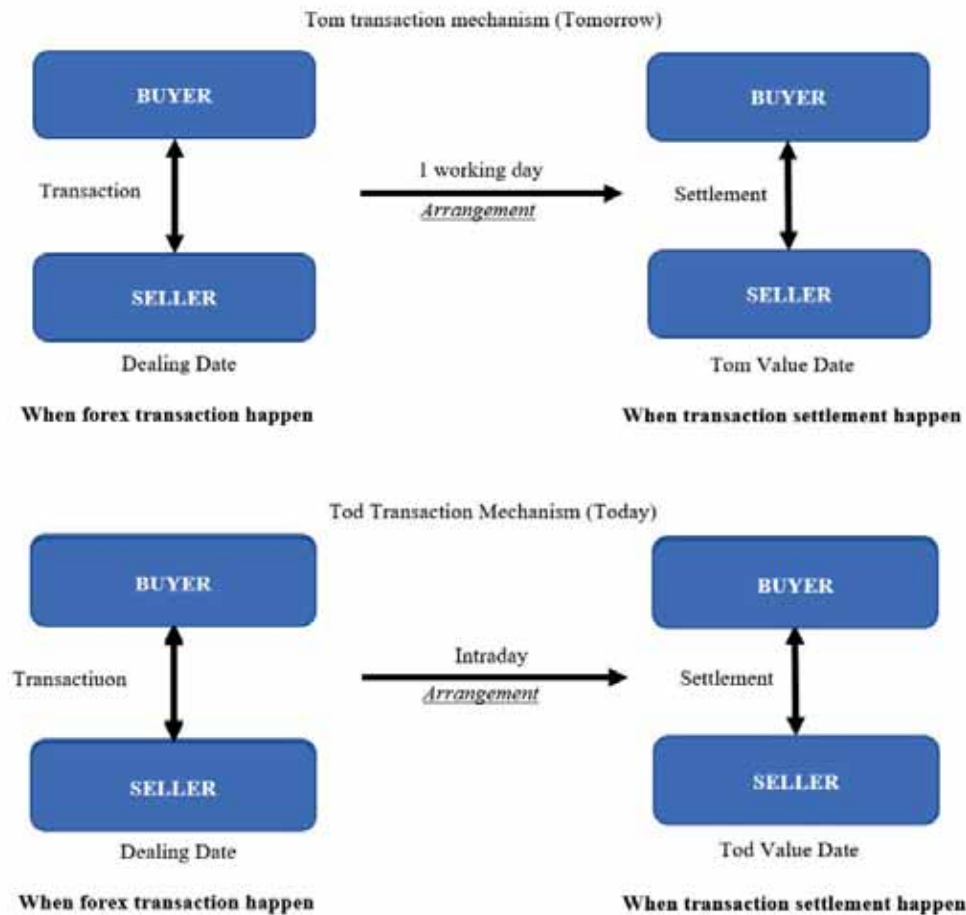 Tom transaction mechanism (Tomorrow)
BUYER
BUYER
Transaction
1 working day
Arrangement
Settlement
SELLER
SELLER
Dealing Date
Tom Value Date
When forex transaction happen
When transaction settlement happen
Tod Transaction Mechanism (Today)
BUYER
BUYER
Transactiuon
Intraday
Arrangement
Settlement
SELLER
SELLER
Dealing Date
Tod Value Date
When forex transaction happen
When transaction settlement happen